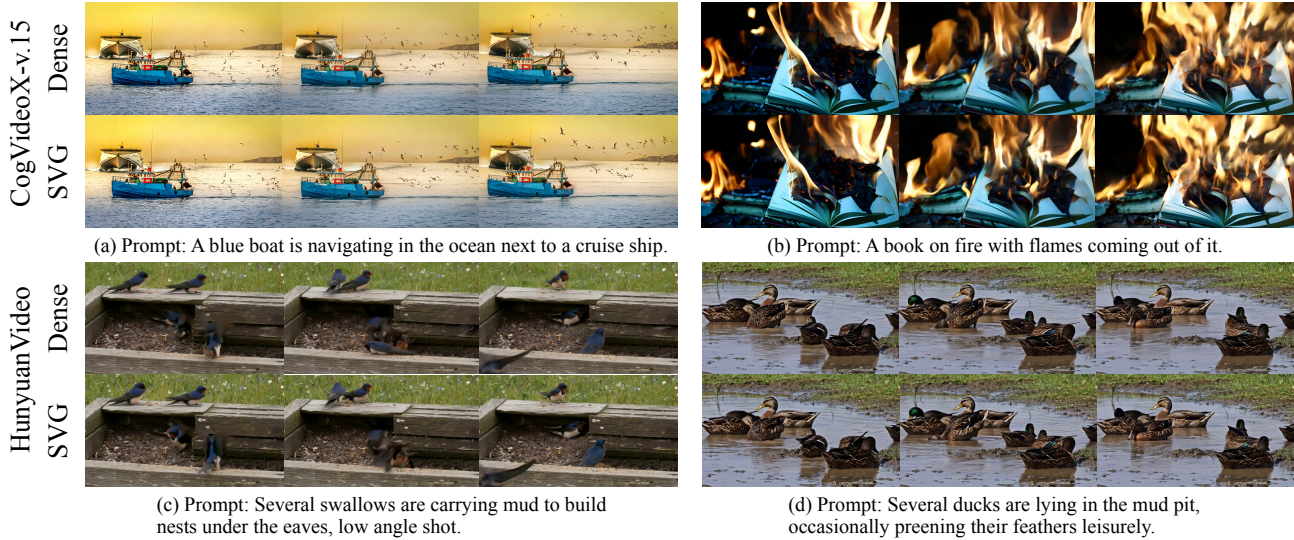 CogVideoX-v.15
Dense
SVG
(a) Prompt: A blue boat is navigating in the ocean next to a cruise ship.
(b) Prompt: A book on fire with flames coming out of it.
HunyuanVideo
Dense
SVG
(c) Prompt: Several swallows are carrying mud to build
nests under the eaves, low angle shot.
(d) Prompt: Several ducks are lying in the mud pit,
occasionally preening their feathers leisurely.